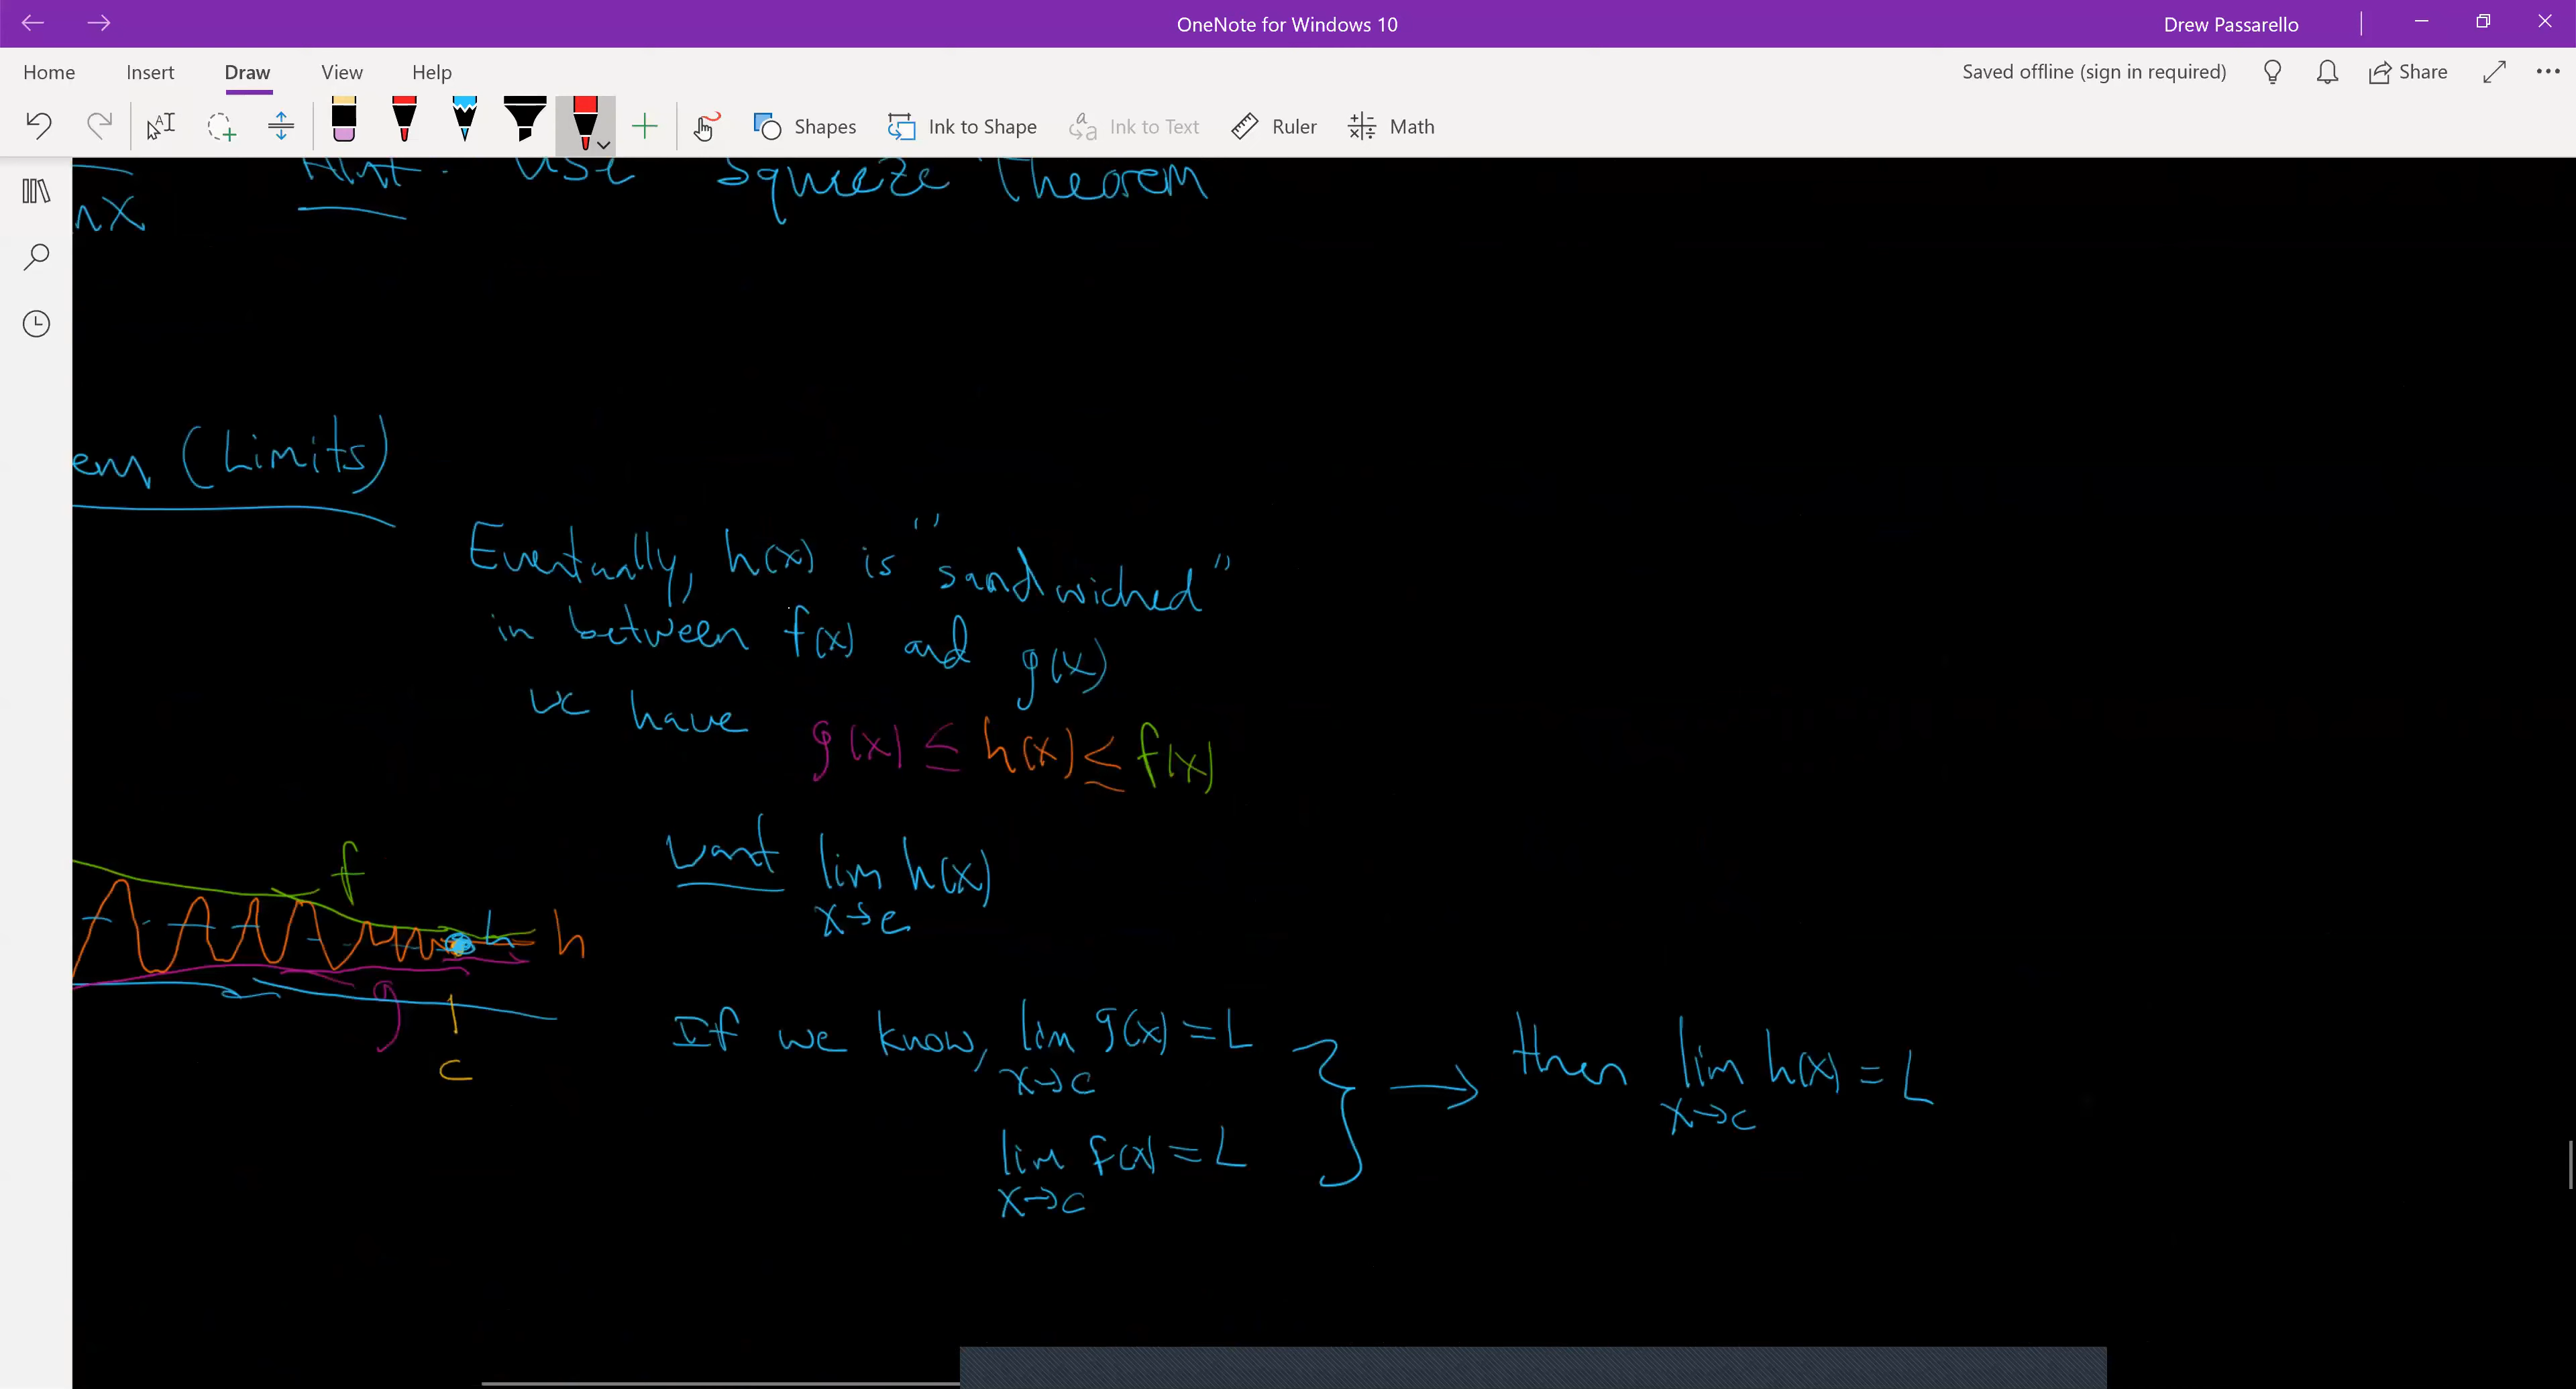 OneNote for Windows 10
Drew Passarello
Home Insert Draw View Help
Saved offline (sign in required) Share
Shapes Ink to Shape Ink to Text Ruler Math
Hint: Use Squeeze Theorem
nx
em (Limits)
Eventually, h(x) is "sandwiched"
in between f(x) and g(x)
we have g(x) ≤ h(x) ≤ f(x)
want lim h(x)
x→c
f
h
g
c
If we know, lim g(x) = L
x→c
lim f(x) = L
x→c
} → then lim h(x) = L
x→c